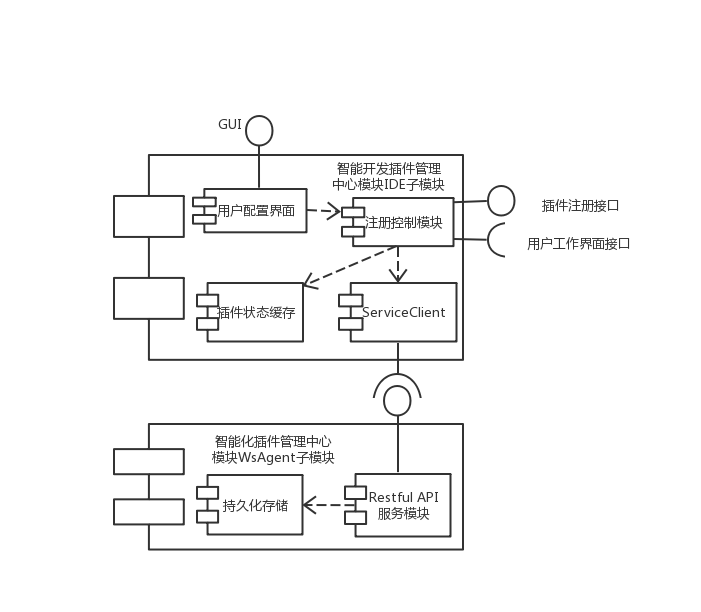 GUI
智能开发插件管理
中心模块IDE子模块
用户配置界面
注册控制模块
插件注册接口
用户工作界面接口
插件状态缓存
ServiceClient
智能化插件管理中心
模块WsAgent子模块
持久化存储
Restful API
服务模块